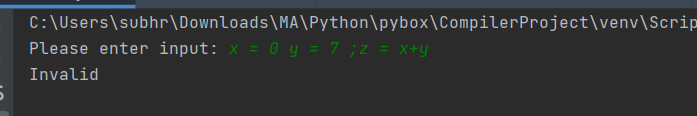 C:\Users\subhr\Downloads\MA\Python\pybox\CompilerProject\venv\Scrip
Please enter input: x = 0 y = 7 ;z = x+y
Invalid